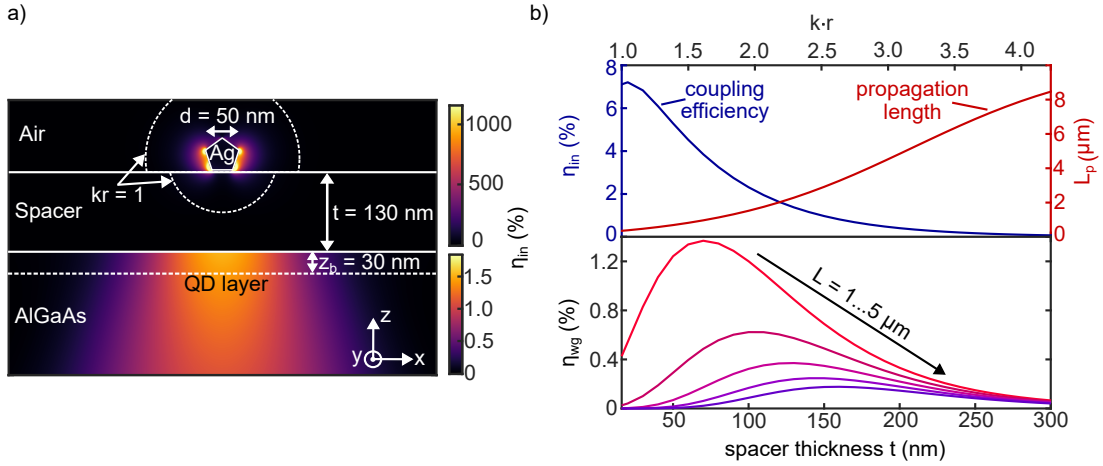 a)
Air
d = 50 nm
Ag
kr = 1
Spacer
t = 130 nm
z_b = 30 nm
QD layer
AlGaAs
z
y
x
1000
500
0
η_in (%)
1.5
1.0
0.5
0
b)
k·r
1.0 1.5 2.0 2.5 3.0 3.5 4.0
8
6
4
2
0
η_in (%)
coupling
efficiency
propagation
length
8
6
4
2
0
L_p (μm)
1.2
0.8
0.4
0
η_wg (%)
L = 1...5 μm
50 100 150 200 250 300
spacer thickness t (nm)